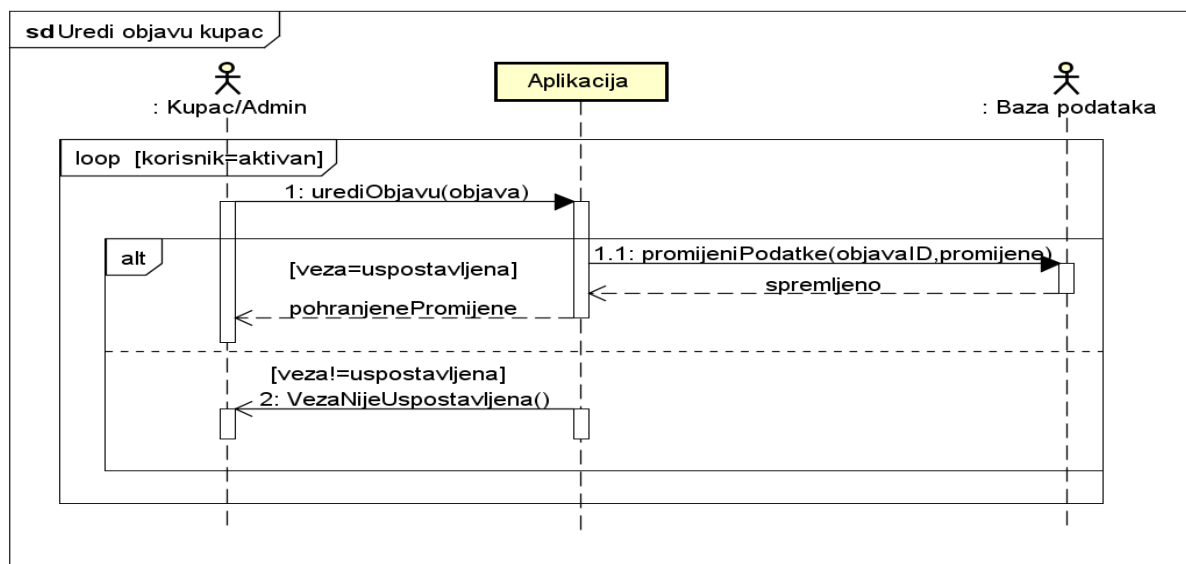 sd Uredi objavu kupac
: Kupac/Admin
Aplikacija
: Baza podataka
loop [korisnik=aktivan]
1: urediObjavu(objava)
alt
[veza=uspostavljena]
1.1: promijeniPodatke(objavaID,promijene)
spremljeno
pohranjenePromijene
[veza!=uspostavljena]
2: VezaNijeUspostavljena()